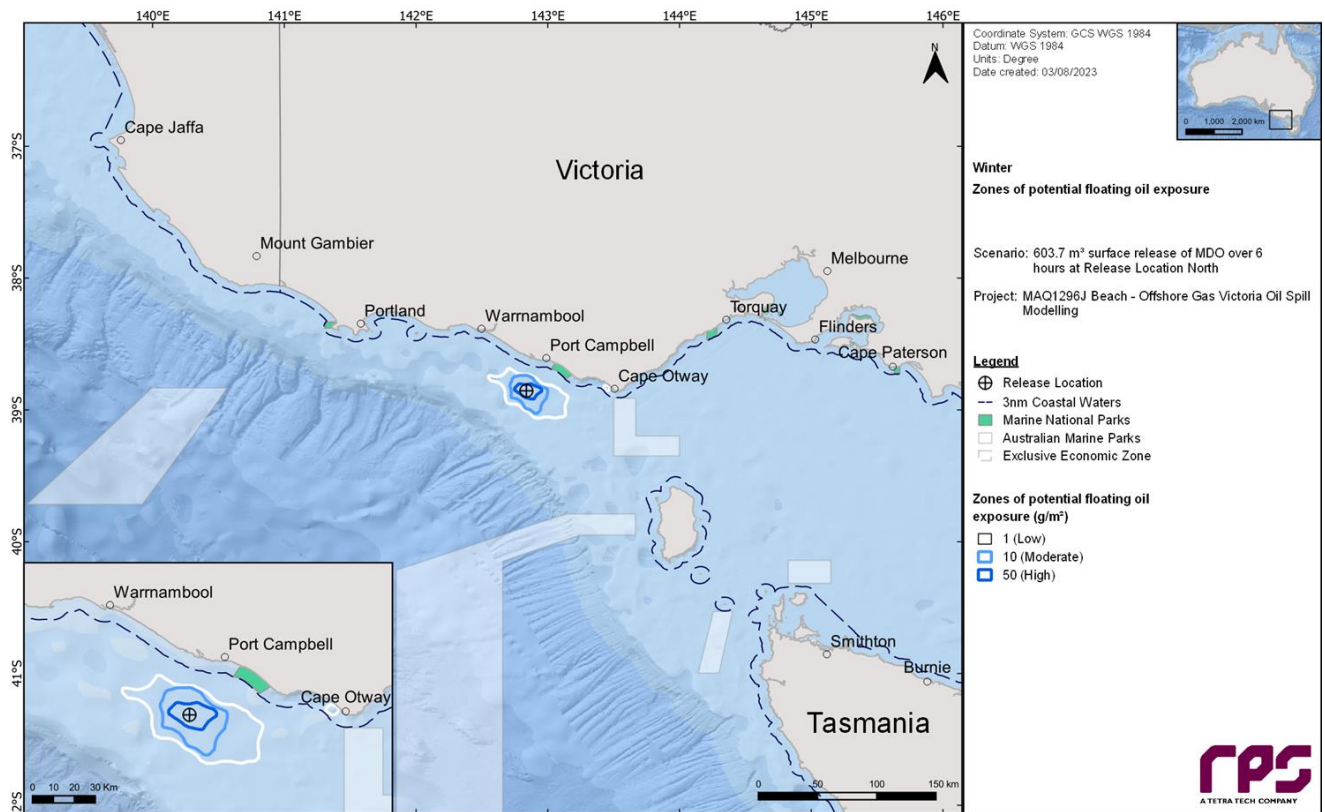 140°E 141°E 142°E 143°E 144°E 145°E 146°E
37°S
38°S
39°S
40°S
41°S
42°S
N
Cape Jaffa
Victoria
Mount Gambier
Melbourne
Portland
Warrnambool
Torquay
Port Campbell
Flinders
Cape Paterson
Cape Otway
Smithton
Burnie
Tasmania
0 50 100 150 km
Warrnambool
Port Campbell
Cape Otway
0 10 20 30 Km
Coordinate System: GCS WGS 1984
Datum: WGS 1984
Units: Degree
Date created: 03/08/2023
0 1,000 2,000 km
Winter
Zones of potential floating oil exposure
Scenario: 603.7 m³ surface release of MDO over 6
hours at Release Location North
Project: MAQ1296J Beach - Offshore Gas Victoria Oil Spill
Modelling
Legend
Release Location
3nm Coastal Waters
Marine National Parks
Australian Marine Parks
Exclusive Economic Zone
Zones of potential floating oil
exposure (g/m²)
1 (Low)
10 (Moderate)
50 (High)
rps
A TETRA TECH COMPANY